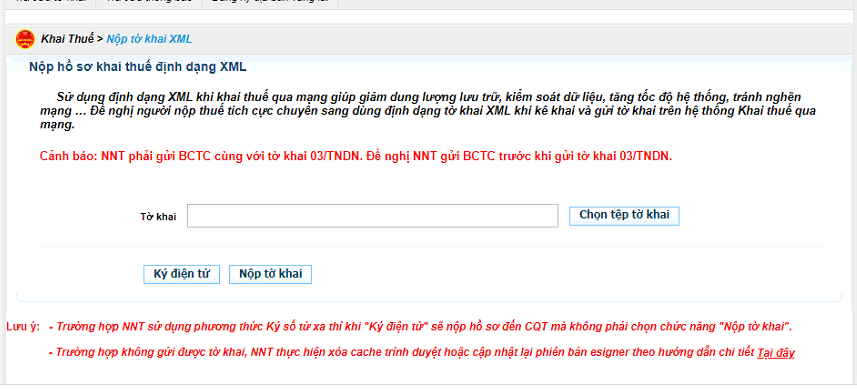 Khai Thuế > Nộp tờ khai XML
Nộp hồ sơ khai thuế định dạng XML
Sử dụng định dạng XML khi khai thuế qua mạng giúp giảm dung lượng lưu trữ, kiểm soát dữ liệu, tăng tốc độ hệ thống, tránh nghẽn
mạng ... Đề nghị người nộp thuế tích cực chuyển sang dùng định dạng tờ khai XML khi kê khai và gửi tờ khai trên hệ thống Khai thuế qua
mạng.
Cảnh báo: NNT phải gửi BCTC cùng với tờ khai 03/TNDN. Đề nghị NNT gửi BCTC trước khi gửi tờ khai 03/TNDN.
Tờ khai Chọn tệp tờ khai
Ký điện tử Nộp tờ khai
Lưu ý: - Trường hợp NNT sử dụng phương thức Ký số từ xa thì khi "Ký điện tử" sẽ nộp hồ sơ đến CQT mà không phải chọn chức năng "Nộp tờ khai".
- Trường hợp không gửi được tờ khai, NNT thực hiện xóa cache trình duyệt hoặc cập nhật lại phiên bản esigner theo hướng dẫn chi tiết Tại đây